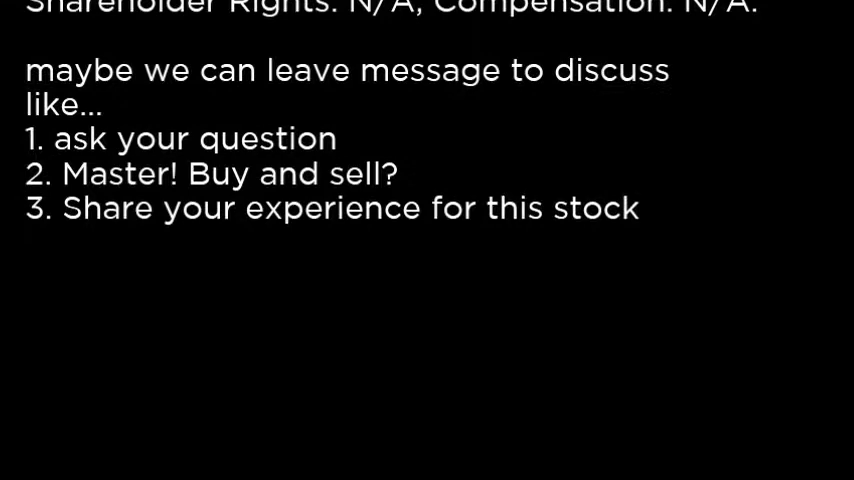 Shareholder Rights: N/A, Compensation: N/A.
maybe we can leave message to discuss
like...
1. ask your question
2. Master! Buy and sell?
3. Share your experience for this stock